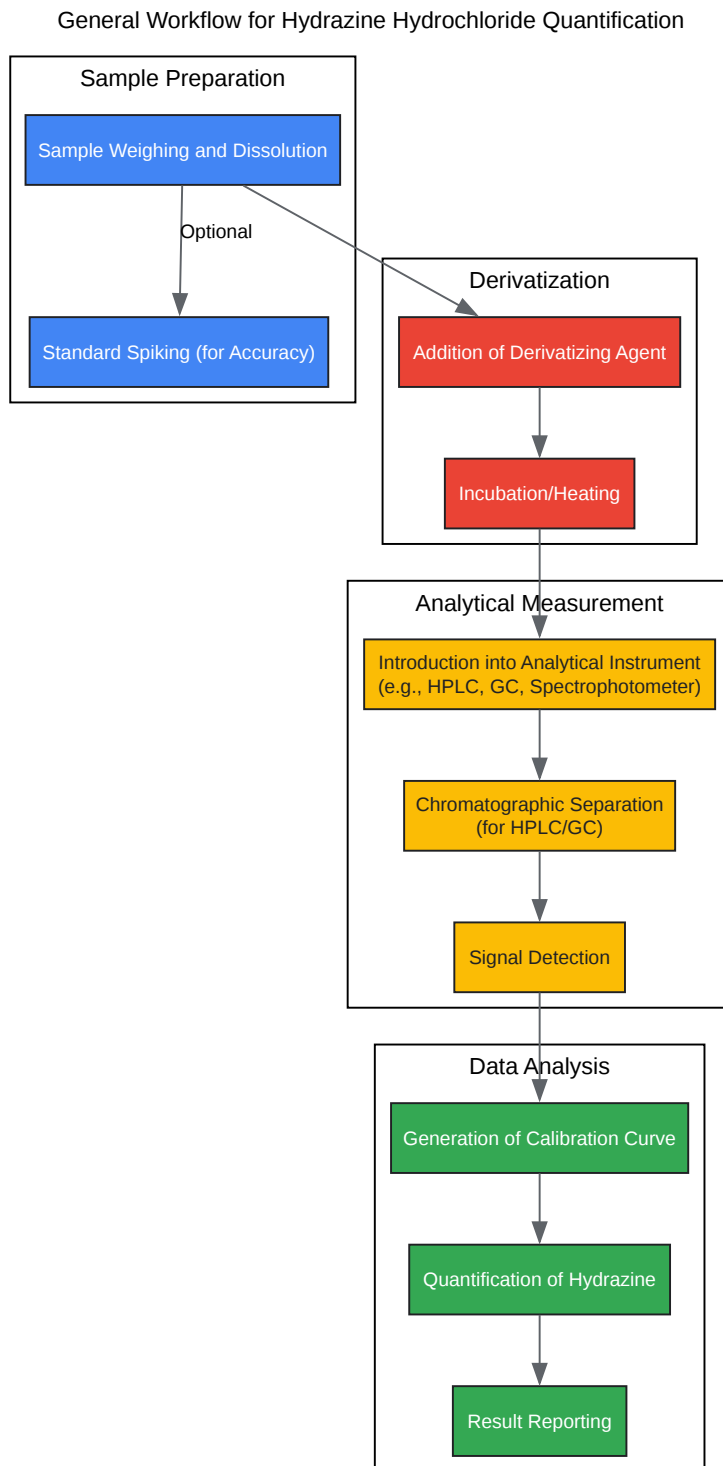 General Workflow for Hydrazine Hydrochloride Quantification
Sample Preparation
Sample Weighing and Dissolution
Optional
Standard Spiking (for Accuracy)
Derivatization
Addition of Derivatizing Agent
Incubation/Heating
Analytical Measurement
Introduction into Analytical Instrument
(e.g., HPLC, GC, Spectrophotometer)
Chromatographic Separation
(for HPLC/GC)
Signal Detection
Data Analysis
Generation of Calibration Curve
Quantification of Hydrazine
Result Reporting